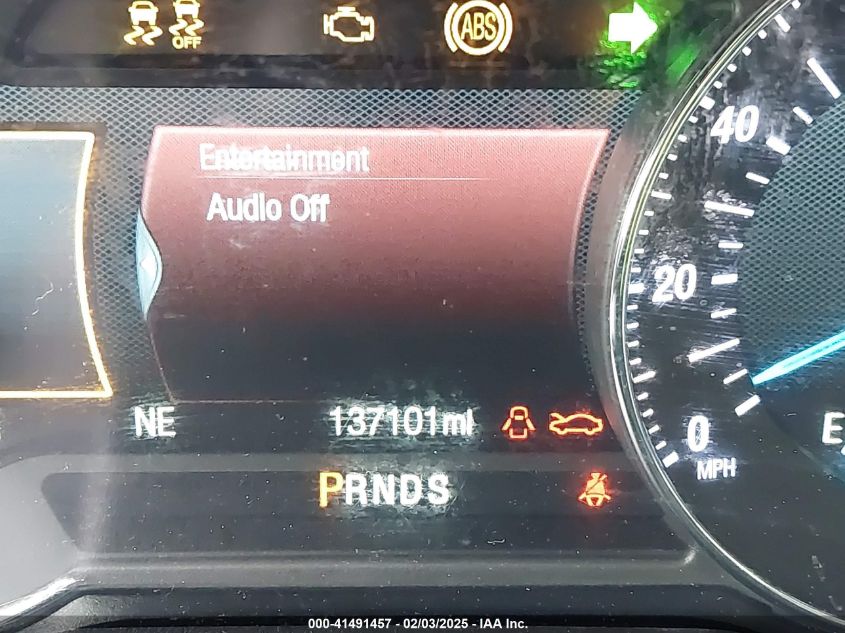 OFF
ABS
Entertainment
Audio Off
40
20
0
MPH
NE
137101mi
E
PRNDS
000-41491457 - 02/03/2025 - IAA Inc.